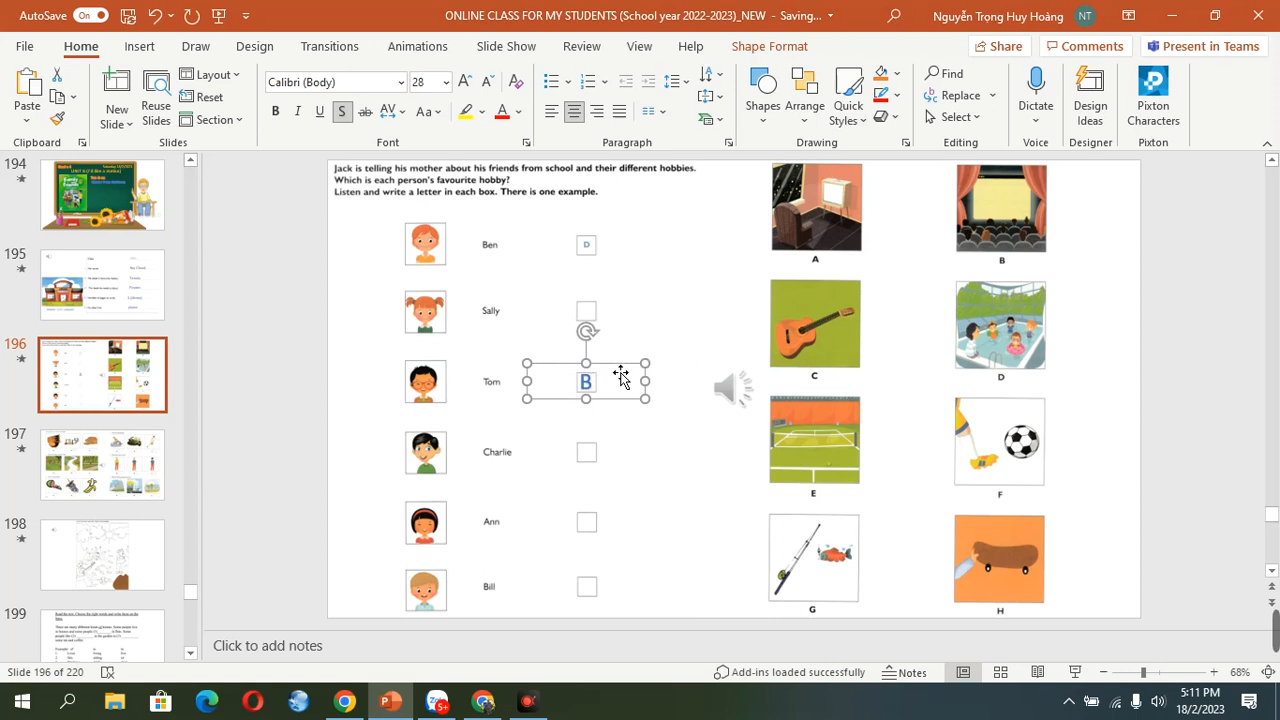 AutoSave On
ONLINE CLASS FOR MY STUDENTS (School year 2022-2023)_NEW - Saving...
Nguyễn Trọng Huy Hoàng NT
File Home Insert Draw Design Transitions Animations Slide Show Review View Help Shape Format
Share Comments Present in Teams
Paste
Clipboard
New Slide
Reuse Slides
Layout
Reset
Section
Slides
Calibri (Body) 28
B I U S ab AV Aa A
Font
Paragraph
Shapes
Arrange
Quick Styles
Drawing
Find
Replace
Select
Editing
Dictate
Voice
Design Ideas
Designer
Pixton Characters
Pixton
194
195
196
197
198
199
Jack is telling his mother about his friends from school and their different hobbies.
Which is each person's favourite hobby?
Listen and write a letter in each box. There is one example.
Ben D
Sally
Tom B
Charlie
Ann
Bill
A B
C D
E F
G H
Click to add notes
Slide 196 of 220
Add-ins loaded successfully
Notes
68%
5+
5:11 PM
18/2/2023